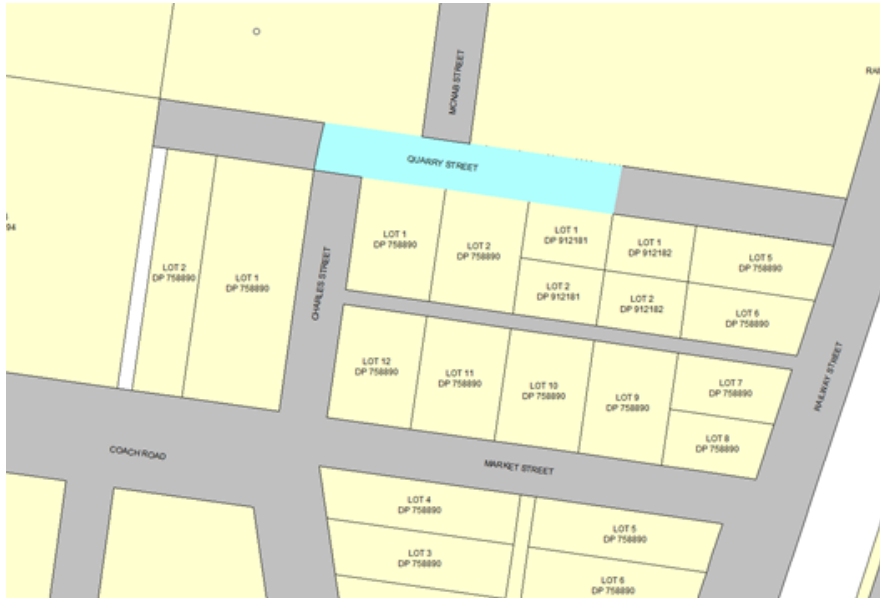 MCNAB STREET
RAI
QUARRY STREET
94
LOT 1
DP 758890
LOT 2
DP 758890
LOT 1
DP 912181
LOT 1
DP 912182
LOT 5
DP 758890
LOT 2
DP 758890
LOT 1
DP 758890
CHARLES STREET
LOT 2
DP 912181
LOT 2
DP 912182
LOT 6
DP 758890
LOT 12
DP 758890
LOT 11
DP 758890
LOT 10
DP 758890
LOT 9
DP 758890
LOT 7
DP 758890
LOT 8
DP 758890
RAILWAY STREET
COACH ROAD
MARKET STREET
LOT 4
DP 758890
LOT 3
DP 758890
LOT 5
DP 758890
LOT 6
DP 758890